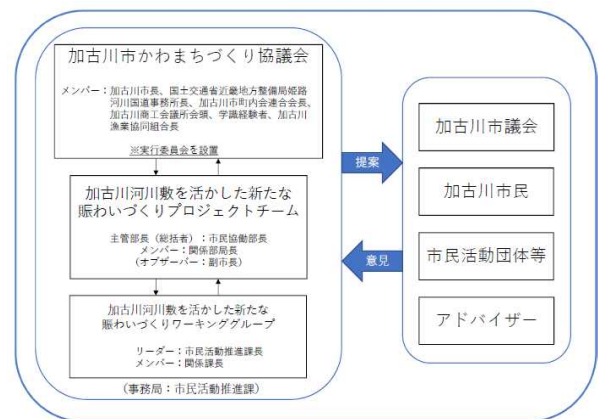 加古川市かわまちづくり協議会
メンバー：加古川市長、国土交通省近畿地方整備局姫路
河川国道事務所長、加古川市町内会連合会会長、
加古川商工会議所会頭、学識経験者、加古川
漁業協同組合長
※実行委員会を設置
加古川河川敷を活かした新たな
賑わいづくりプロジェクトチーム
主管部長（総括者）：市民協働部長
メンバー：関係部局長
（オブザーバー：副市長）
加古川河川敷を活かした新たな
賑わいづくりワーキンググループ
リーダー：市民活動推進課長
メンバー：関係課長
（事務局：市民活動推進課）
提案
意見
加古川市議会
加古川市民
市民活動団体等
アドバイザー